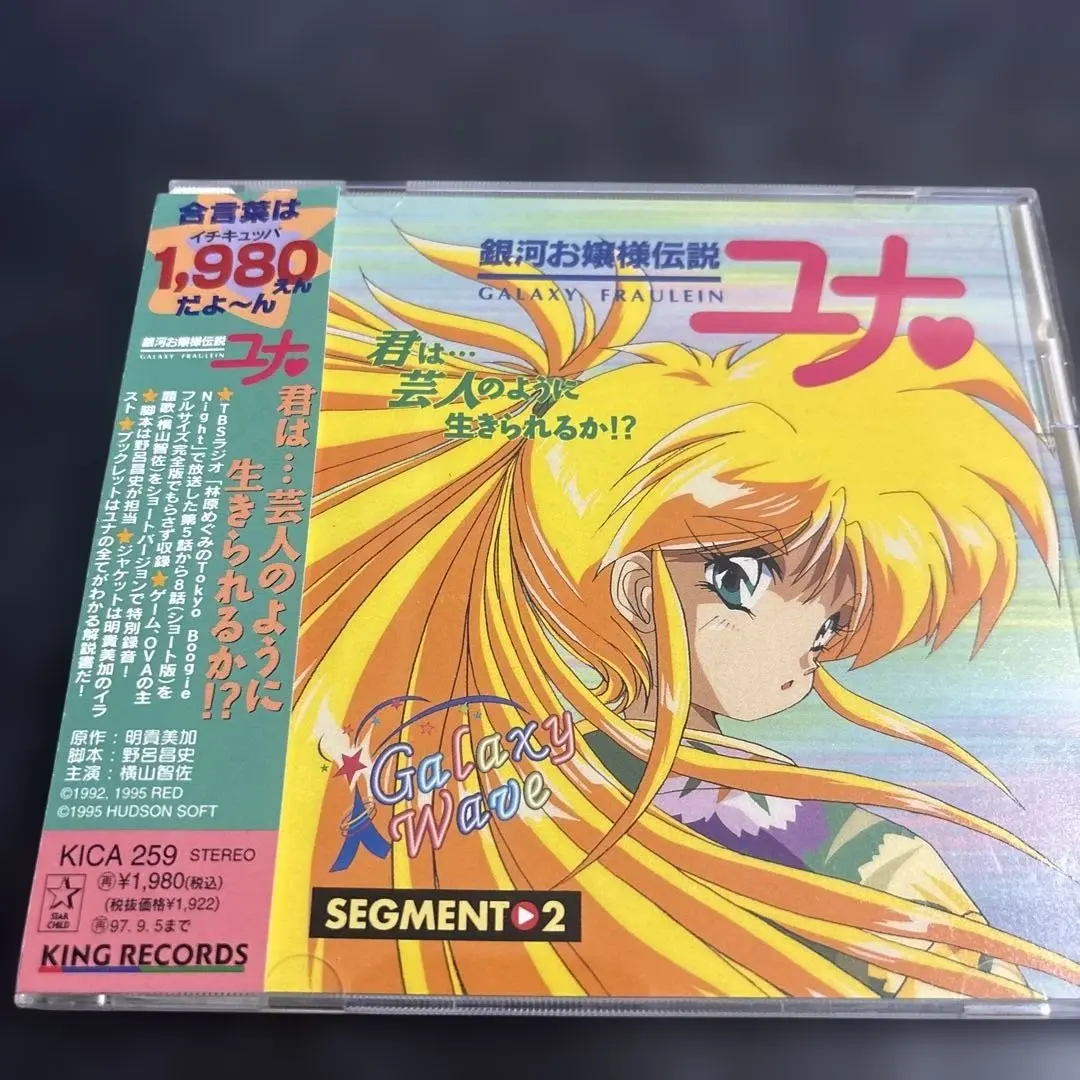 合言葉は
イチキュッパ
1,980えん
だよ〜ん
銀河お嬢様伝説
GALAXY FRAULEIN
ユナ
君は…芸人のように
生きられるか!?
★TBSラジオ「林原めぐみのTokyo Boogie
Night」で放送した第5話から8話(ショート版)を
フルサイズ完全版でもらさず収録★ゲーム、OVAの主
題歌(横山智佐)をショートバージョンで特別録音!
★脚本は野呂昌史が担当★ジャケットは明貴美加のイラ
スト★ブックレットはユナの全てがわかる解説書だ!
原作:明貴美加
脚本:野呂昌史
主演:横山智佐
©1992, 1995 RED
©1995 HUDSON SOFT
KICA 259 STEREO
STAR
CHILD
再¥1,980(税込)
(税抜価格¥1,922)
再97. 9. 5まで
KING RECORDS
銀河お嬢様伝説
GALAXY FRAULEIN
ユナ
君は…
芸人のように
生きられるか!?
Galaxy
Wave
SEGMENT 2